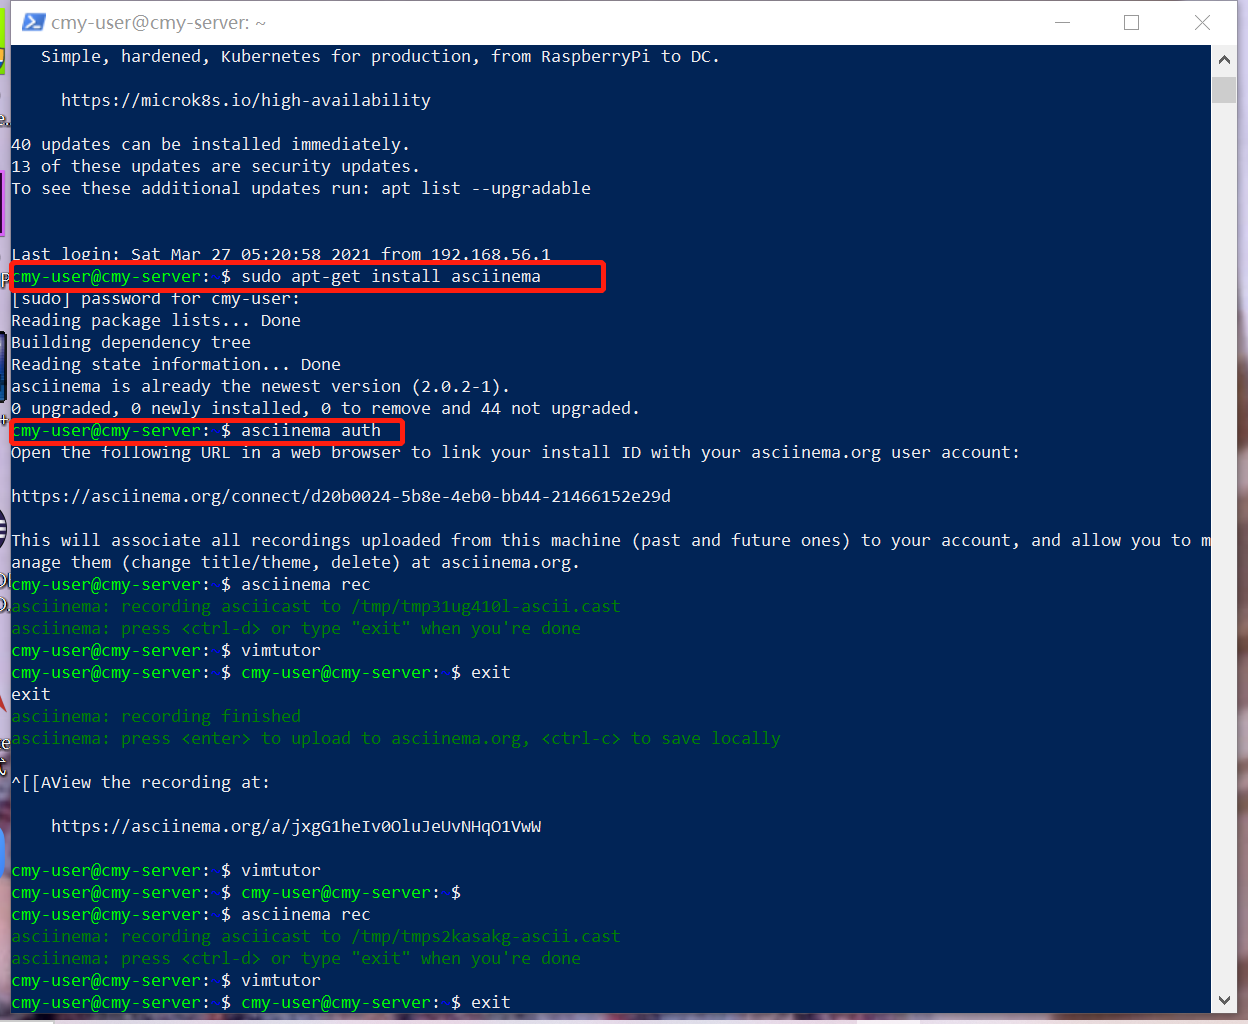 cmy-user@cmy-server: ~
Simple, hardened, Kubernetes for production, from RaspberryPi to DC.
https://microk8s.io/high-availability
40 updates can be installed immediately.
13 of these updates are security updates.
To see these additional updates run: apt list --upgradable
Last login: Sat Mar 27 05:20:58 2021 from 192.168.56.1
cmy-user@cmy-server:~$ sudo apt-get install asciinema
[sudo] password for cmy-user:
Reading package lists... Done
Building dependency tree
Reading state information... Done
asciinema is already the newest version (2.0.2-1).
0 upgraded, 0 newly installed, 0 to remove and 44 not upgraded.
cmy-user@cmy-server:~$ asciinema auth
Open the following URL in a web browser to link your install ID with your asciinema.org user account:
https://asciinema.org/connect/d20b0024-5b8e-4eb0-bb44-21466152e29d
This will associate all recordings uploaded from this machine (past and future ones) to your account, and allow you to m
anage them (change title/theme, delete) at asciinema.org.
cmy-user@cmy-server:~$ asciinema rec
asciinema: recording asciicast to /tmp/tmp31ug410l-ascii.cast
asciinema: press <ctrl-d> or type "exit" when you're done
cmy-user@cmy-server:~$ vimtutor
cmy-user@cmy-server:~$ cmy-user@cmy-server:~$ exit
exit
asciinema: recording finished
asciinema: press <enter> to upload to asciinema.org, <ctrl-c> to save locally
^[[AView the recording at:
https://asciinema.org/a/jxgG1heIv0OluJeUvNHqO1VwW
cmy-user@cmy-server:~$ vimtutor
cmy-user@cmy-server:~$ cmy-user@cmy-server:~$
cmy-user@cmy-server:~$ asciinema rec
asciinema: recording asciicast to /tmp/tmps2kasakg-ascii.cast
asciinema: press <ctrl-d> or type "exit" when you're done
cmy-user@cmy-server:~$ vimtutor
cmy-user@cmy-server:~$ cmy-user@cmy-server:~$ exit